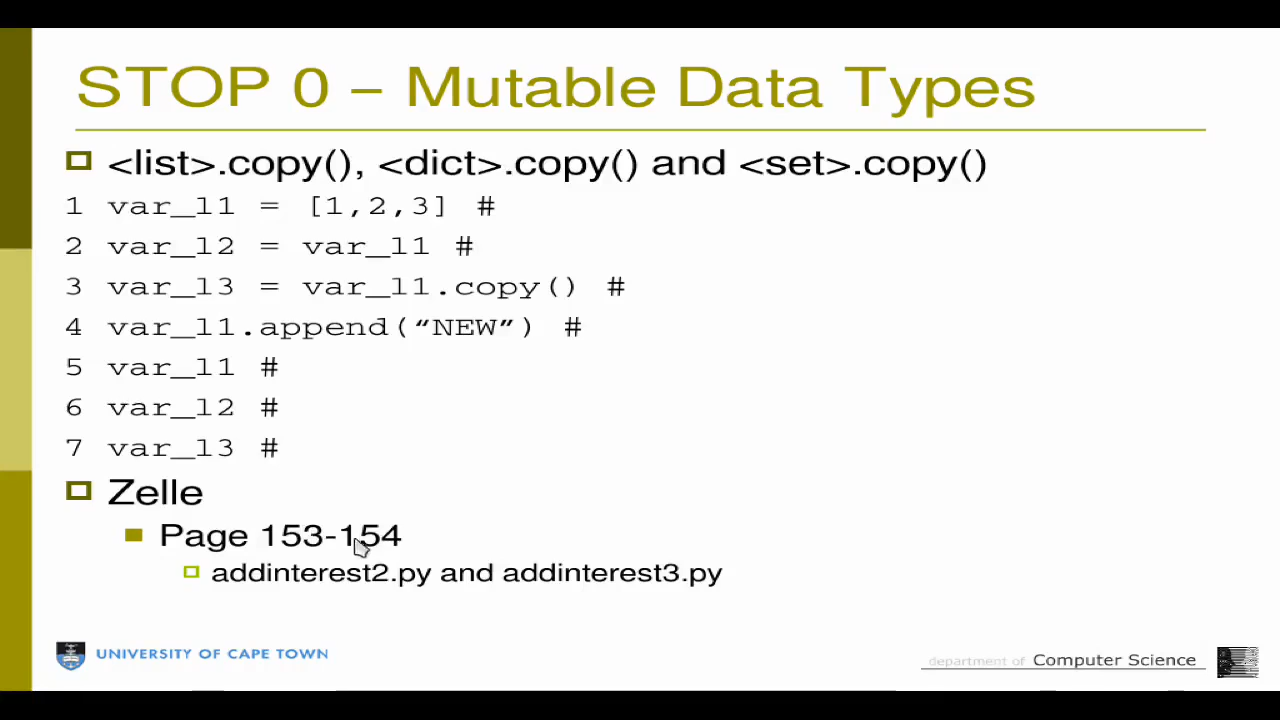 STOP 0 – Mutable Data Types
<list>.copy(), <dict>.copy() and <set>.copy()
1 var_l1 = [1,2,3] #
2 var_l2 = var_l1 #
3 var_l3 = var_l1.copy() #
4 var_l1.append(“NEW”) #
5 var_l1 #
6 var_l2 #
7 var_l3 #
Zelle
Page 153-154
addinterest2.py and addinterest3.py
UNIVERSITY OF CAPE TOWN
department of Computer Science